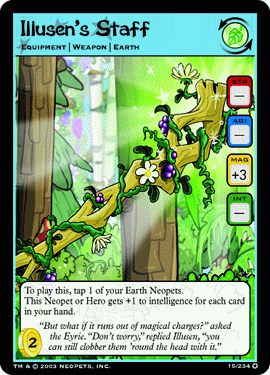 Illusen's Staff
Equipment | Weapon | Earth
STR
–
AGI
–
MAG
+3
INT
–
To play this, tap 1 of your Earth Neopets.
This Neopet or Hero gets +1 to intelligence for each card
in your hand.
"But what if it runs out of magical charges?" asked
the Eyrie. "Don't worry," replied Illusen, "you
can still clobber them 'round the head with it."
2
TM & © 2003 NEOPETS, INC.
15/234